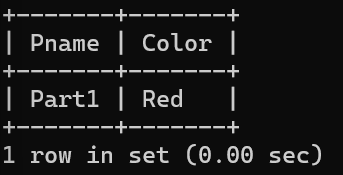 +-------+-------+
| Pname | Color |
+-------+-------+
| Part1 | Red   |
+-------+-------+
1 row in set (0.00 sec)